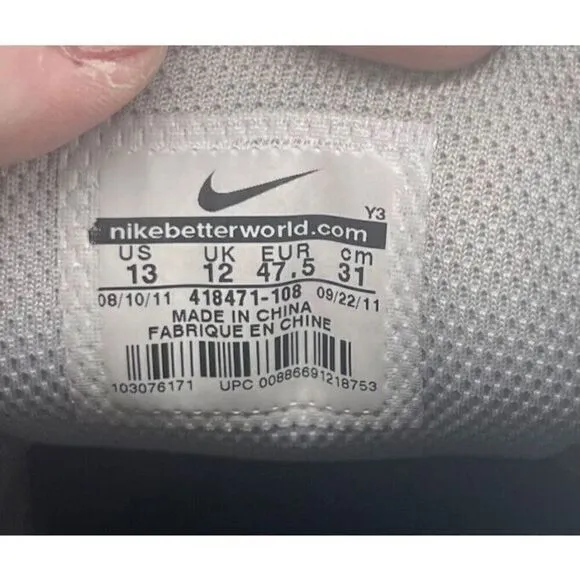 Y3
nikebetterworld.com
US UK EUR cm
13 12 47.5 31
08/10/11 418471-108 09/22/11
MADE IN CHINA
FABRIQUE EN CHINE
103076171 UPC 00886691218753